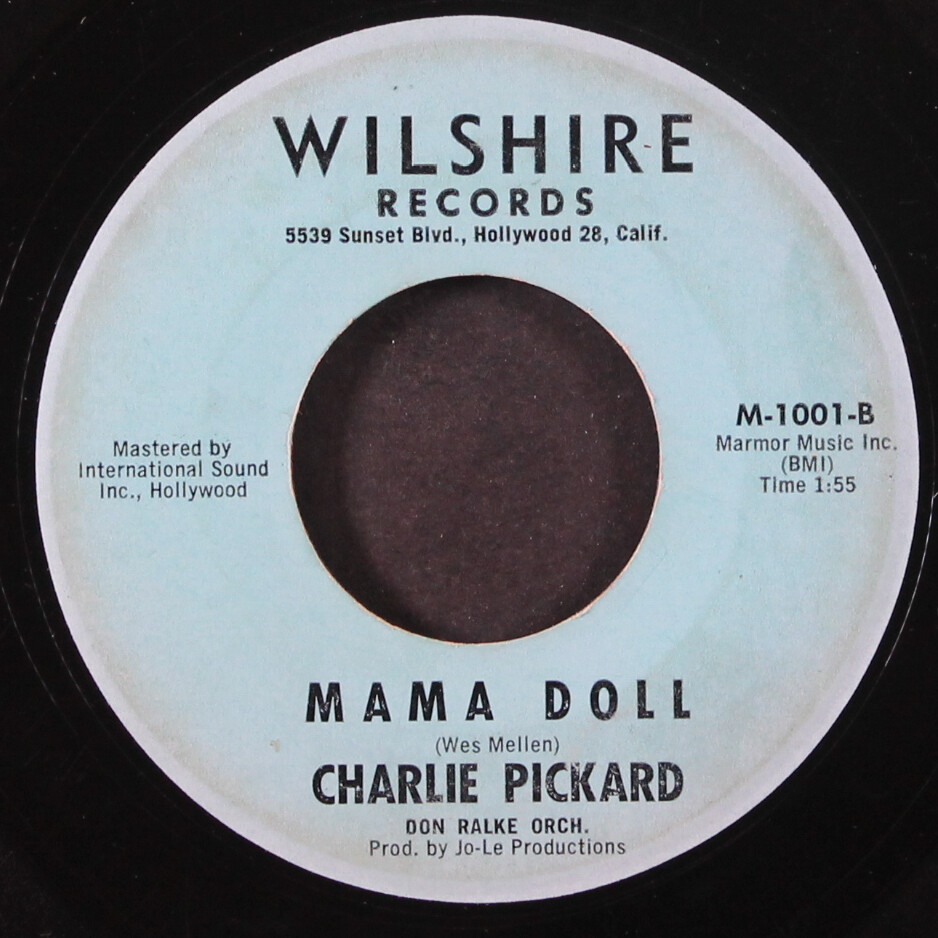 WILSHIRE
RECORDS
5539 Sunset Blvd., Hollywood 28, Calif.
Mastered by
International Sound
Inc., Hollywood
M-1001-B
Marmor Music Inc.
(BMI)
Time 1:55
MAMA DOLL
(Wes Mellen)
CHARLIE PICKARD
DON RALKE ORCH.
Prod. by Jo-Le Productions